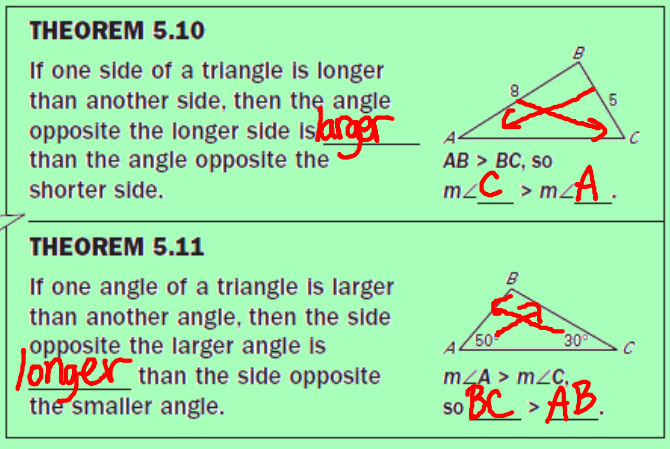 THEOREM 5.10
If one side of a triangle is longer
than another side, then the angle
opposite the longer side is larger
than the angle opposite the
shorter side.
B
8
5
A
C
AB > BC, so
m∠C > m∠A.
THEOREM 5.11
If one angle of a triangle is larger
than another angle, then the side
opposite the larger angle is
longer than the side opposite
the smaller angle.
B
A 50° 30° C
m∠A > m∠C,
so BC > AB.